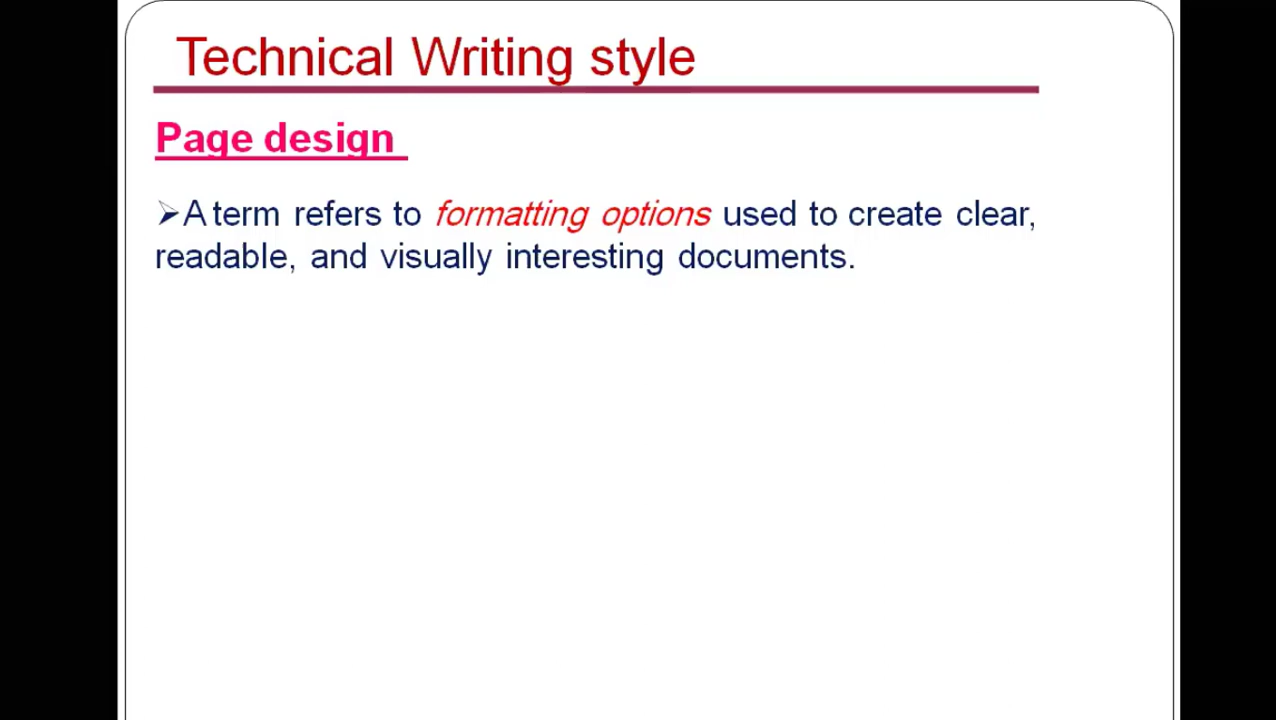 Technical Writing style
Page design
➢A term refers to formatting options used to create clear,
readable, and visually interesting documents.